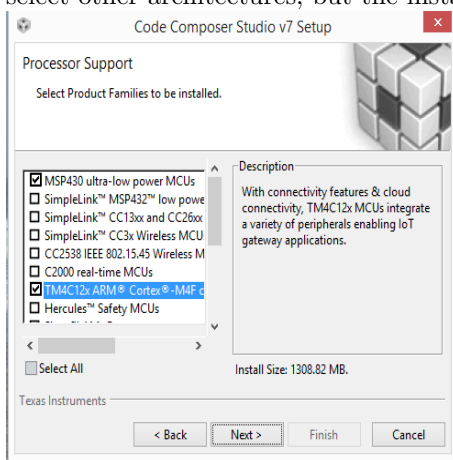 select other architectures, but the insta
Code Composer Studio v7 Setup
Processor Support
Select Product Families to be installed.
MSP430 ultra-low power MCUs
SimpleLink™ MSP432™ low powe
SimpleLink™ CC13xx and CC26xx
SimpleLink™ CC3x Wireless MCU
CC2538 IEEE 802.15.45 Wireless M
C2000 real-time MCUs
TM4C12x ARM® Cortex®-M4F c
Hercules™ Safety MCUs
Description
With connectivity features & cloud
connectivity, TM4C12x MCUs integrate
a variety of peripherals enabling IoT
gateway applications.
Select All
Install Size: 1308.82 MB.
Texas Instruments
< Back
Next >
Finish
Cancel